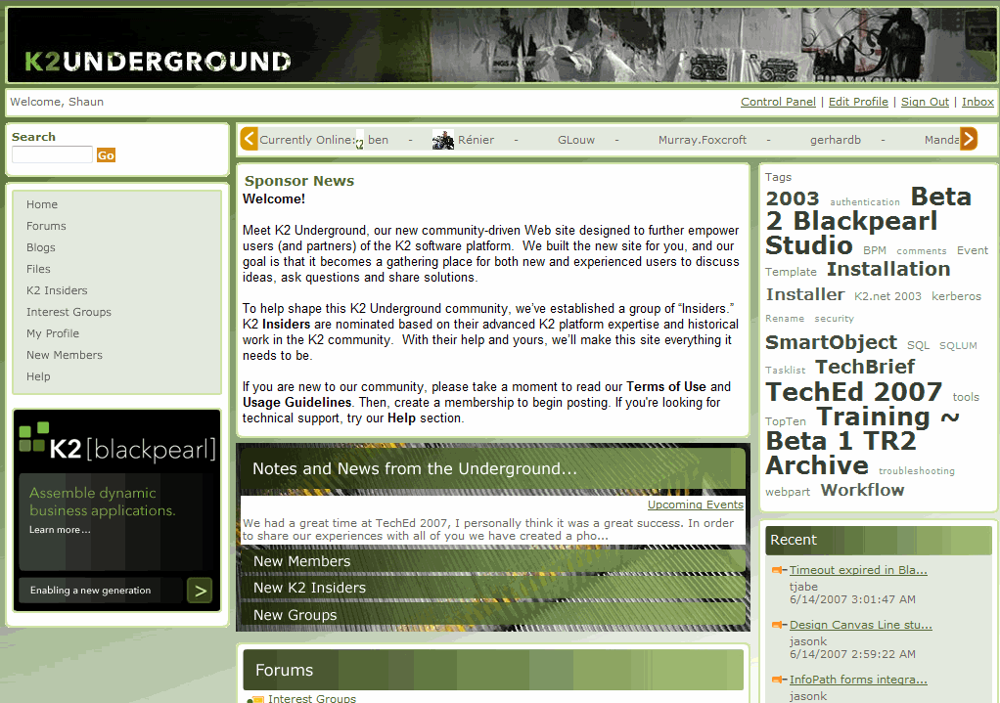 K2UNDERGROUND
Welcome, Shaun
Control Panel | Edit Profile | Sign Out | Inbox
Search
Go
Currently Online: ben - Rénier - GLouw - Murray.Foxcroft - gerhardb - Manda
Home
Forums
Blogs
Files
K2 Insiders
Interest Groups
My Profile
New Members
Help
K2 [blackpearl]
Assemble dynamic
business applications.
Learn more...
Enabling a new generation >
Sponsor News
Welcome!
Meet K2 Underground, our new community-driven Web site designed to further empower
users (and partners) of the K2 software platform.  We built the new site for you, and our
goal is that it becomes a gathering place for both new and experienced users to discuss
ideas, ask questions and share solutions.
To help shape this K2 Underground community, we've established a group of “Insiders.”
K2 Insiders are nominated based on their advanced K2 platform expertise and historical
work in the K2 community.  With their help and yours, we'll make this site everything it
needs to be.
If you are new to our community, please take a moment to read our Terms of Use and
Usage Guidelines. Then, create a membership to begin posting. If you're looking for
technical support, try our Help section.
Notes and News from the Underground...
Upcoming Events
We had a great time at TechEd 2007, I personally think it was a great success. In order
to share our experiences with all of you we have created a pho...
New Members
New K2 Insiders
New Groups
Forums
Interest Groups
Tags
2003 authentication Beta
2 Blackpearl
Studio BPM comments Event
Template Installation
Installer K2.net 2003 kerberos
Rename security
SmartObject SQL SQLUM
Tasklist TechBrief
TechEd 2007 tools
TopTen Training ~
Beta 1 TR2
Archive troubleshooting
webpart Workflow
Recent
Timeout expired in Bla...
tjabe
6/14/2007 3:01:47 AM
Design Canvas Line stu...
jasonk
6/14/2007 2:59:22 AM
InfoPath forms integra...
jasonk